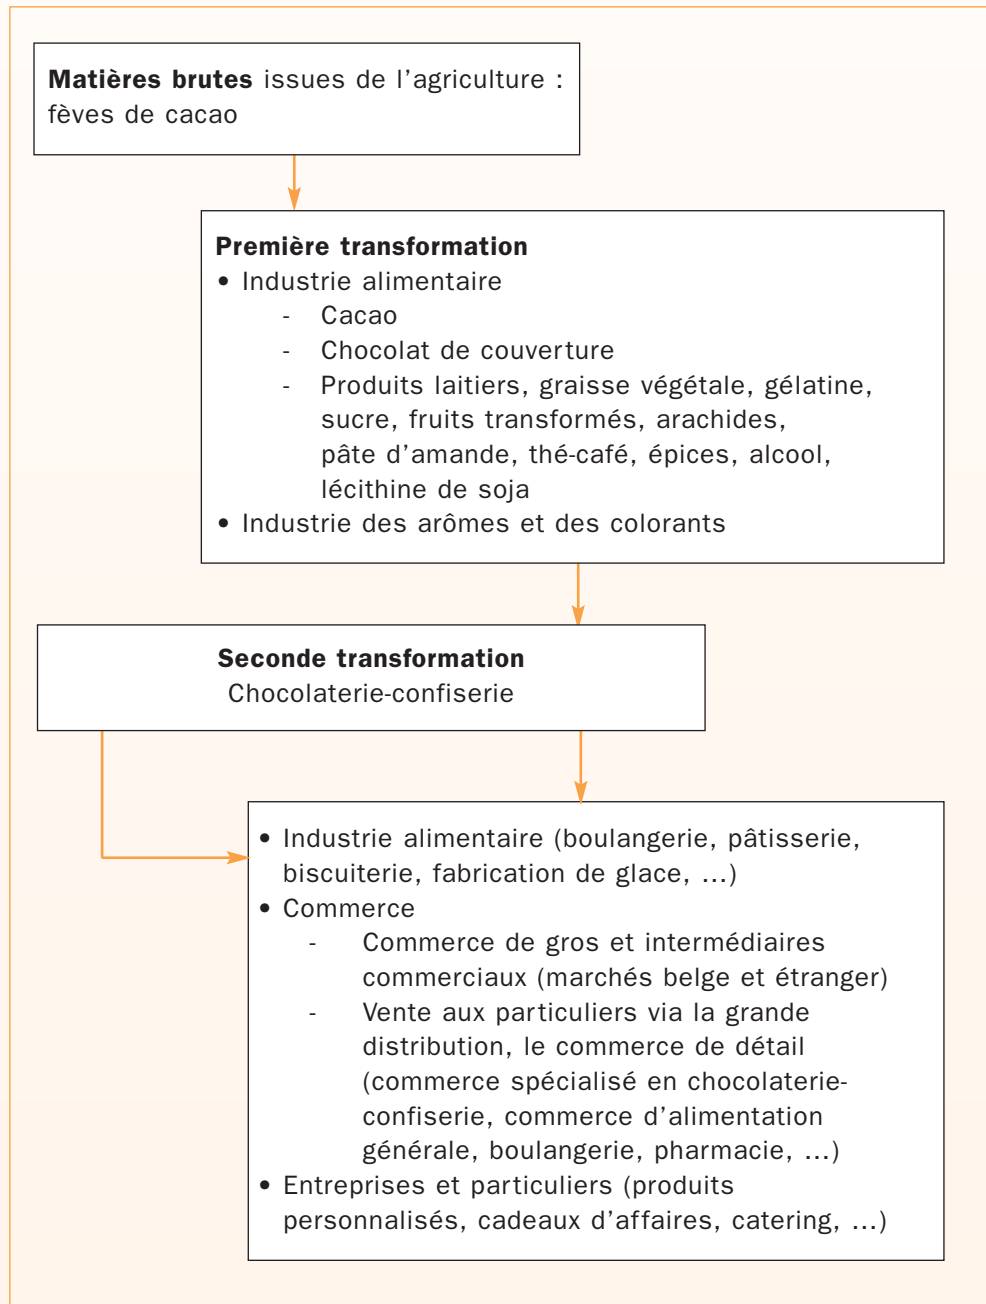 Matières brutes issues de l’agriculture :
fèves de cacao
Première transformation
• Industrie alimentaire
- Cacao
- Chocolat de couverture
- Produits laitiers, graisse végétale, gélatine,
sucre, fruits transformés, arachides,
pâte d’amande, thé-café, épices, alcool,
lécithine de soja
• Industrie des arômes et des colorants
Seconde transformation
Chocolaterie-confiserie
• Industrie alimentaire (boulangerie, pâtisserie,
biscuiterie, fabrication de glace, ...)
• Commerce
- Commerce de gros et intermédiaires
commerciaux (marchés belge et étranger)
- Vente aux particuliers via la grande
distribution, le commerce de détail
(commerce spécialisé en chocolaterie-
confiserie, commerce d’alimentation
générale, boulangerie, pharmacie, ...)
• Entreprises et particuliers (produits
personnalisés, cadeaux d’affaires, catering, ...)